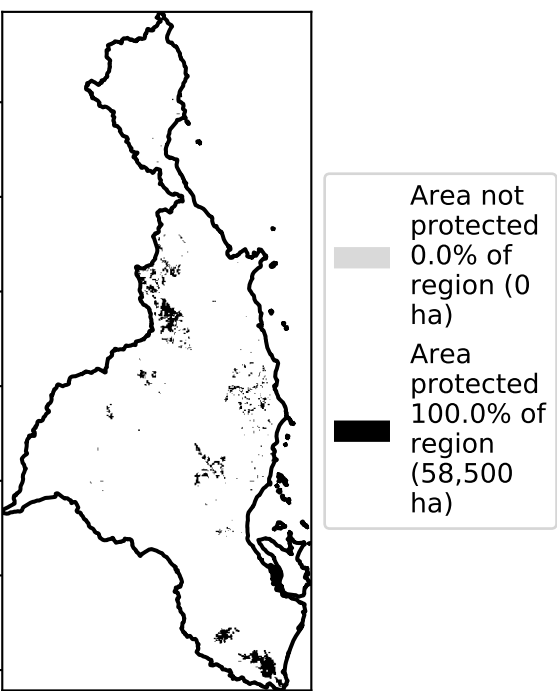 Area not
protected
0.0% of
region (0
ha)
Area
protected
100.0% of
region
(58,500
ha)